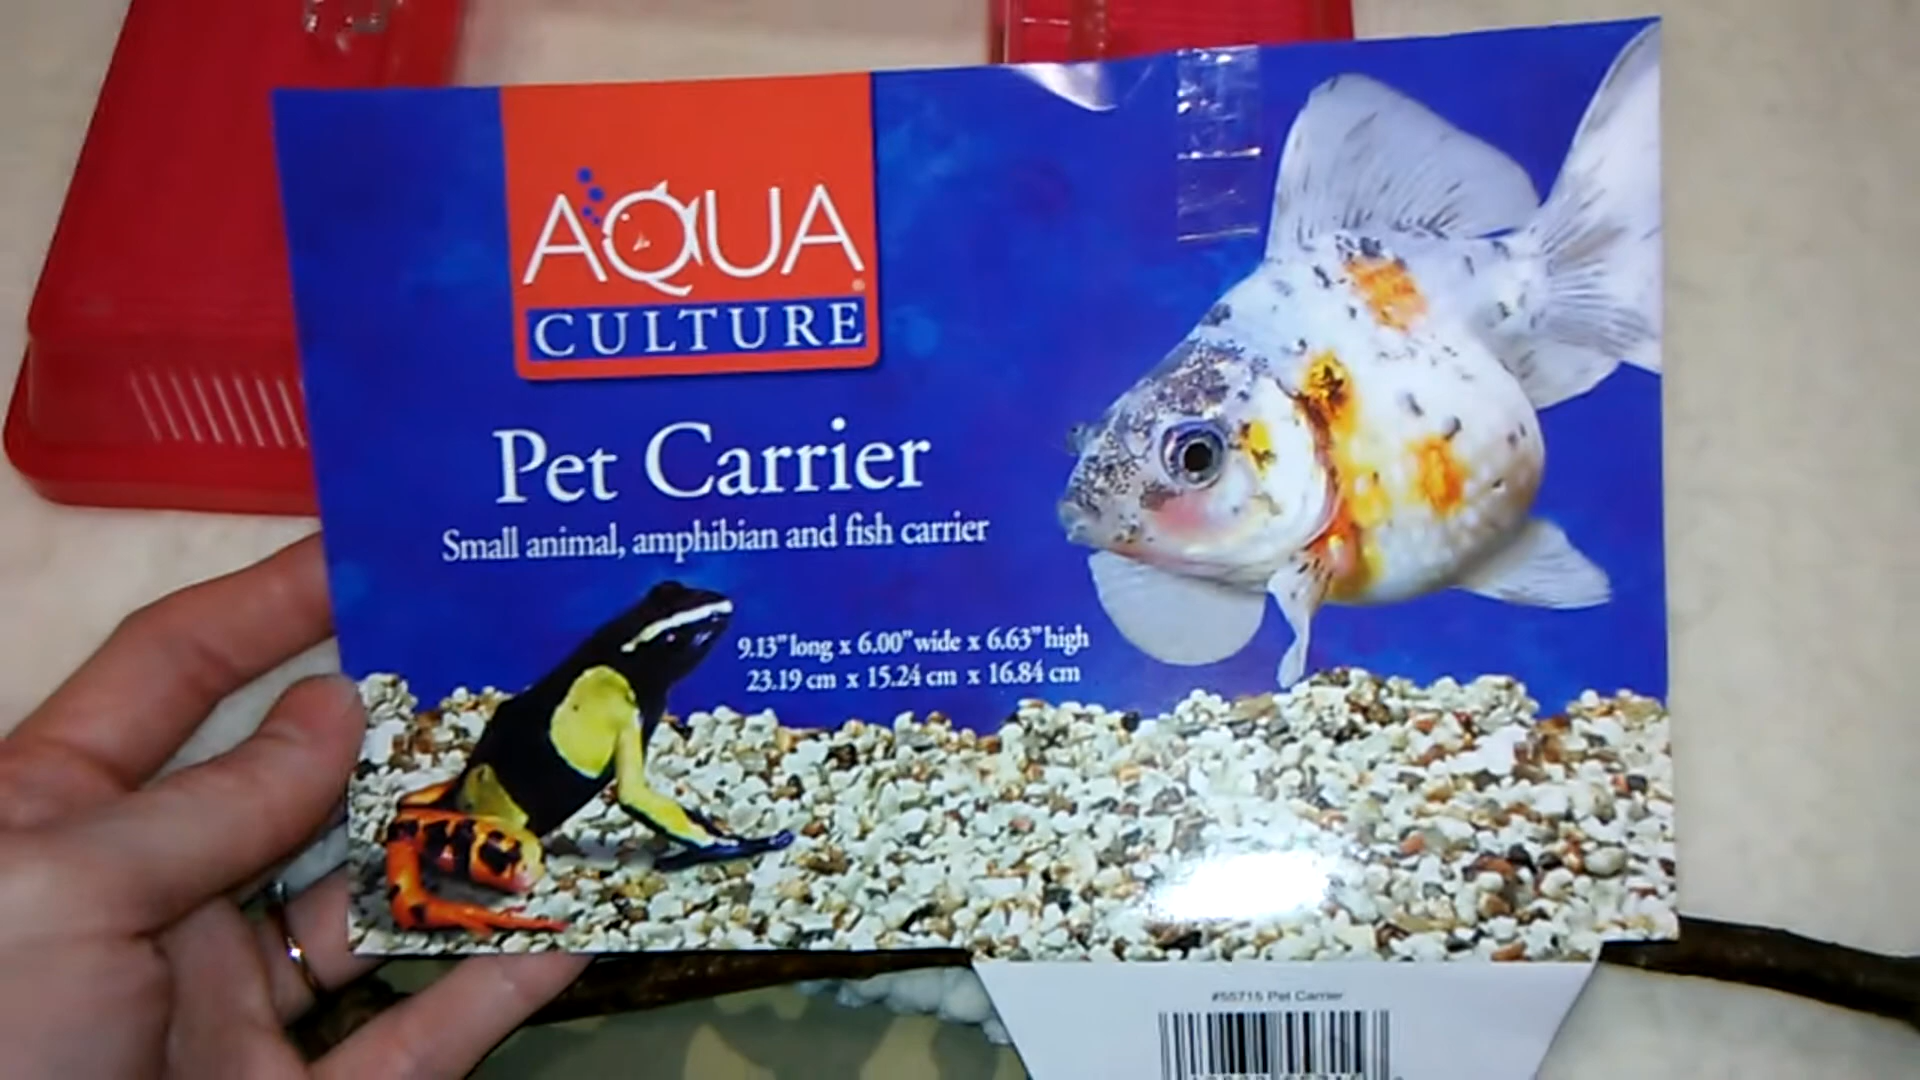 AQUA
CULTURE
Pet Carrier
Small animal, amphibian and fish carrier
9.13" long x 6.00" wide x 6.63" high
23.19 cm x 15.24 cm x 16.84 cm
#55715 Pet Carrier